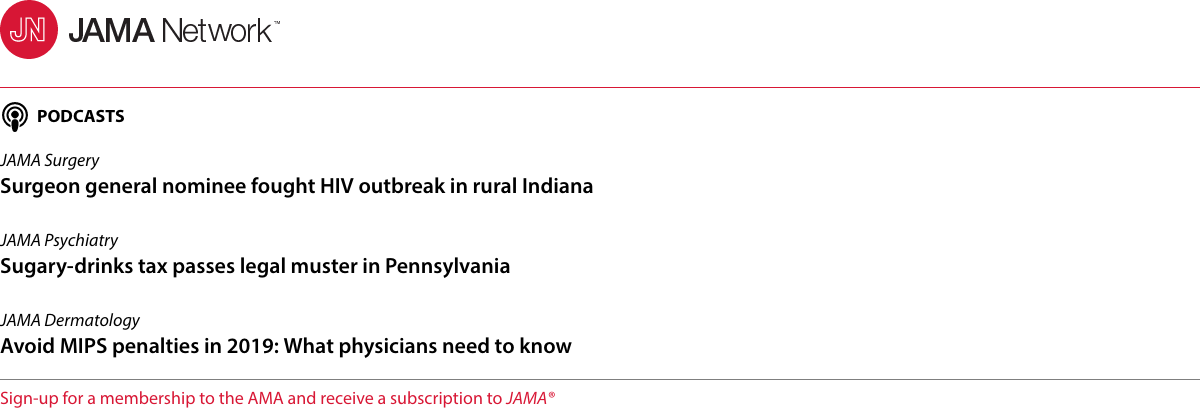 JN JAMA Network™
PODCASTS
JAMA Surgery
Surgeon general nominee fought HIV outbreak in rural Indiana
JAMA Psychiatry
Sugary-drinks tax passes legal muster in Pennsylvania
JAMA Dermatology
Avoid MIPS penalties in 2019: What physicians need to know
Sign-up for a membership to the AMA and receive a subscription to JAMA®